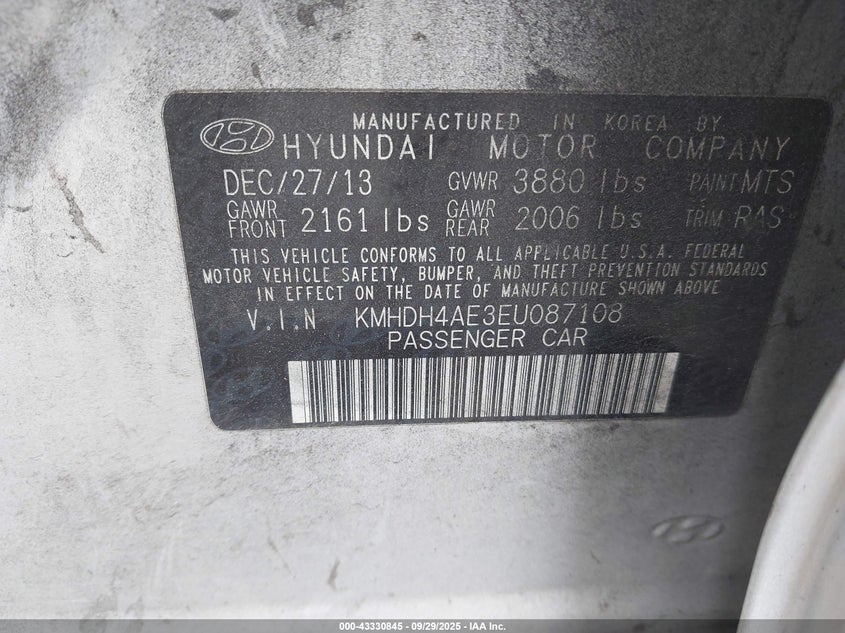 MANUFACTURED IN KOREA BY
HYUNDAI MOTOR COMPANY
DEC/27/13 GVWR 3880 lbs PAINT MTS
GAWR FRONT 2161 lbs GAWR REAR 2006 lbs TRIM RAS
THIS VEHICLE CONFORMS TO ALL APPLICABLE U.S.A. FEDERAL
MOTOR VEHICLE SAFETY, BUMPER, AND THEFT PREVENTION STANDARDS
IN EFFECT ON THE DATE OF MANUFACTURE SHOWN ABOVE
V.I.N KMHDH4AE3EU087108
PASSENGER CAR
000-43330845 - 09/29/2025 - IAA Inc.